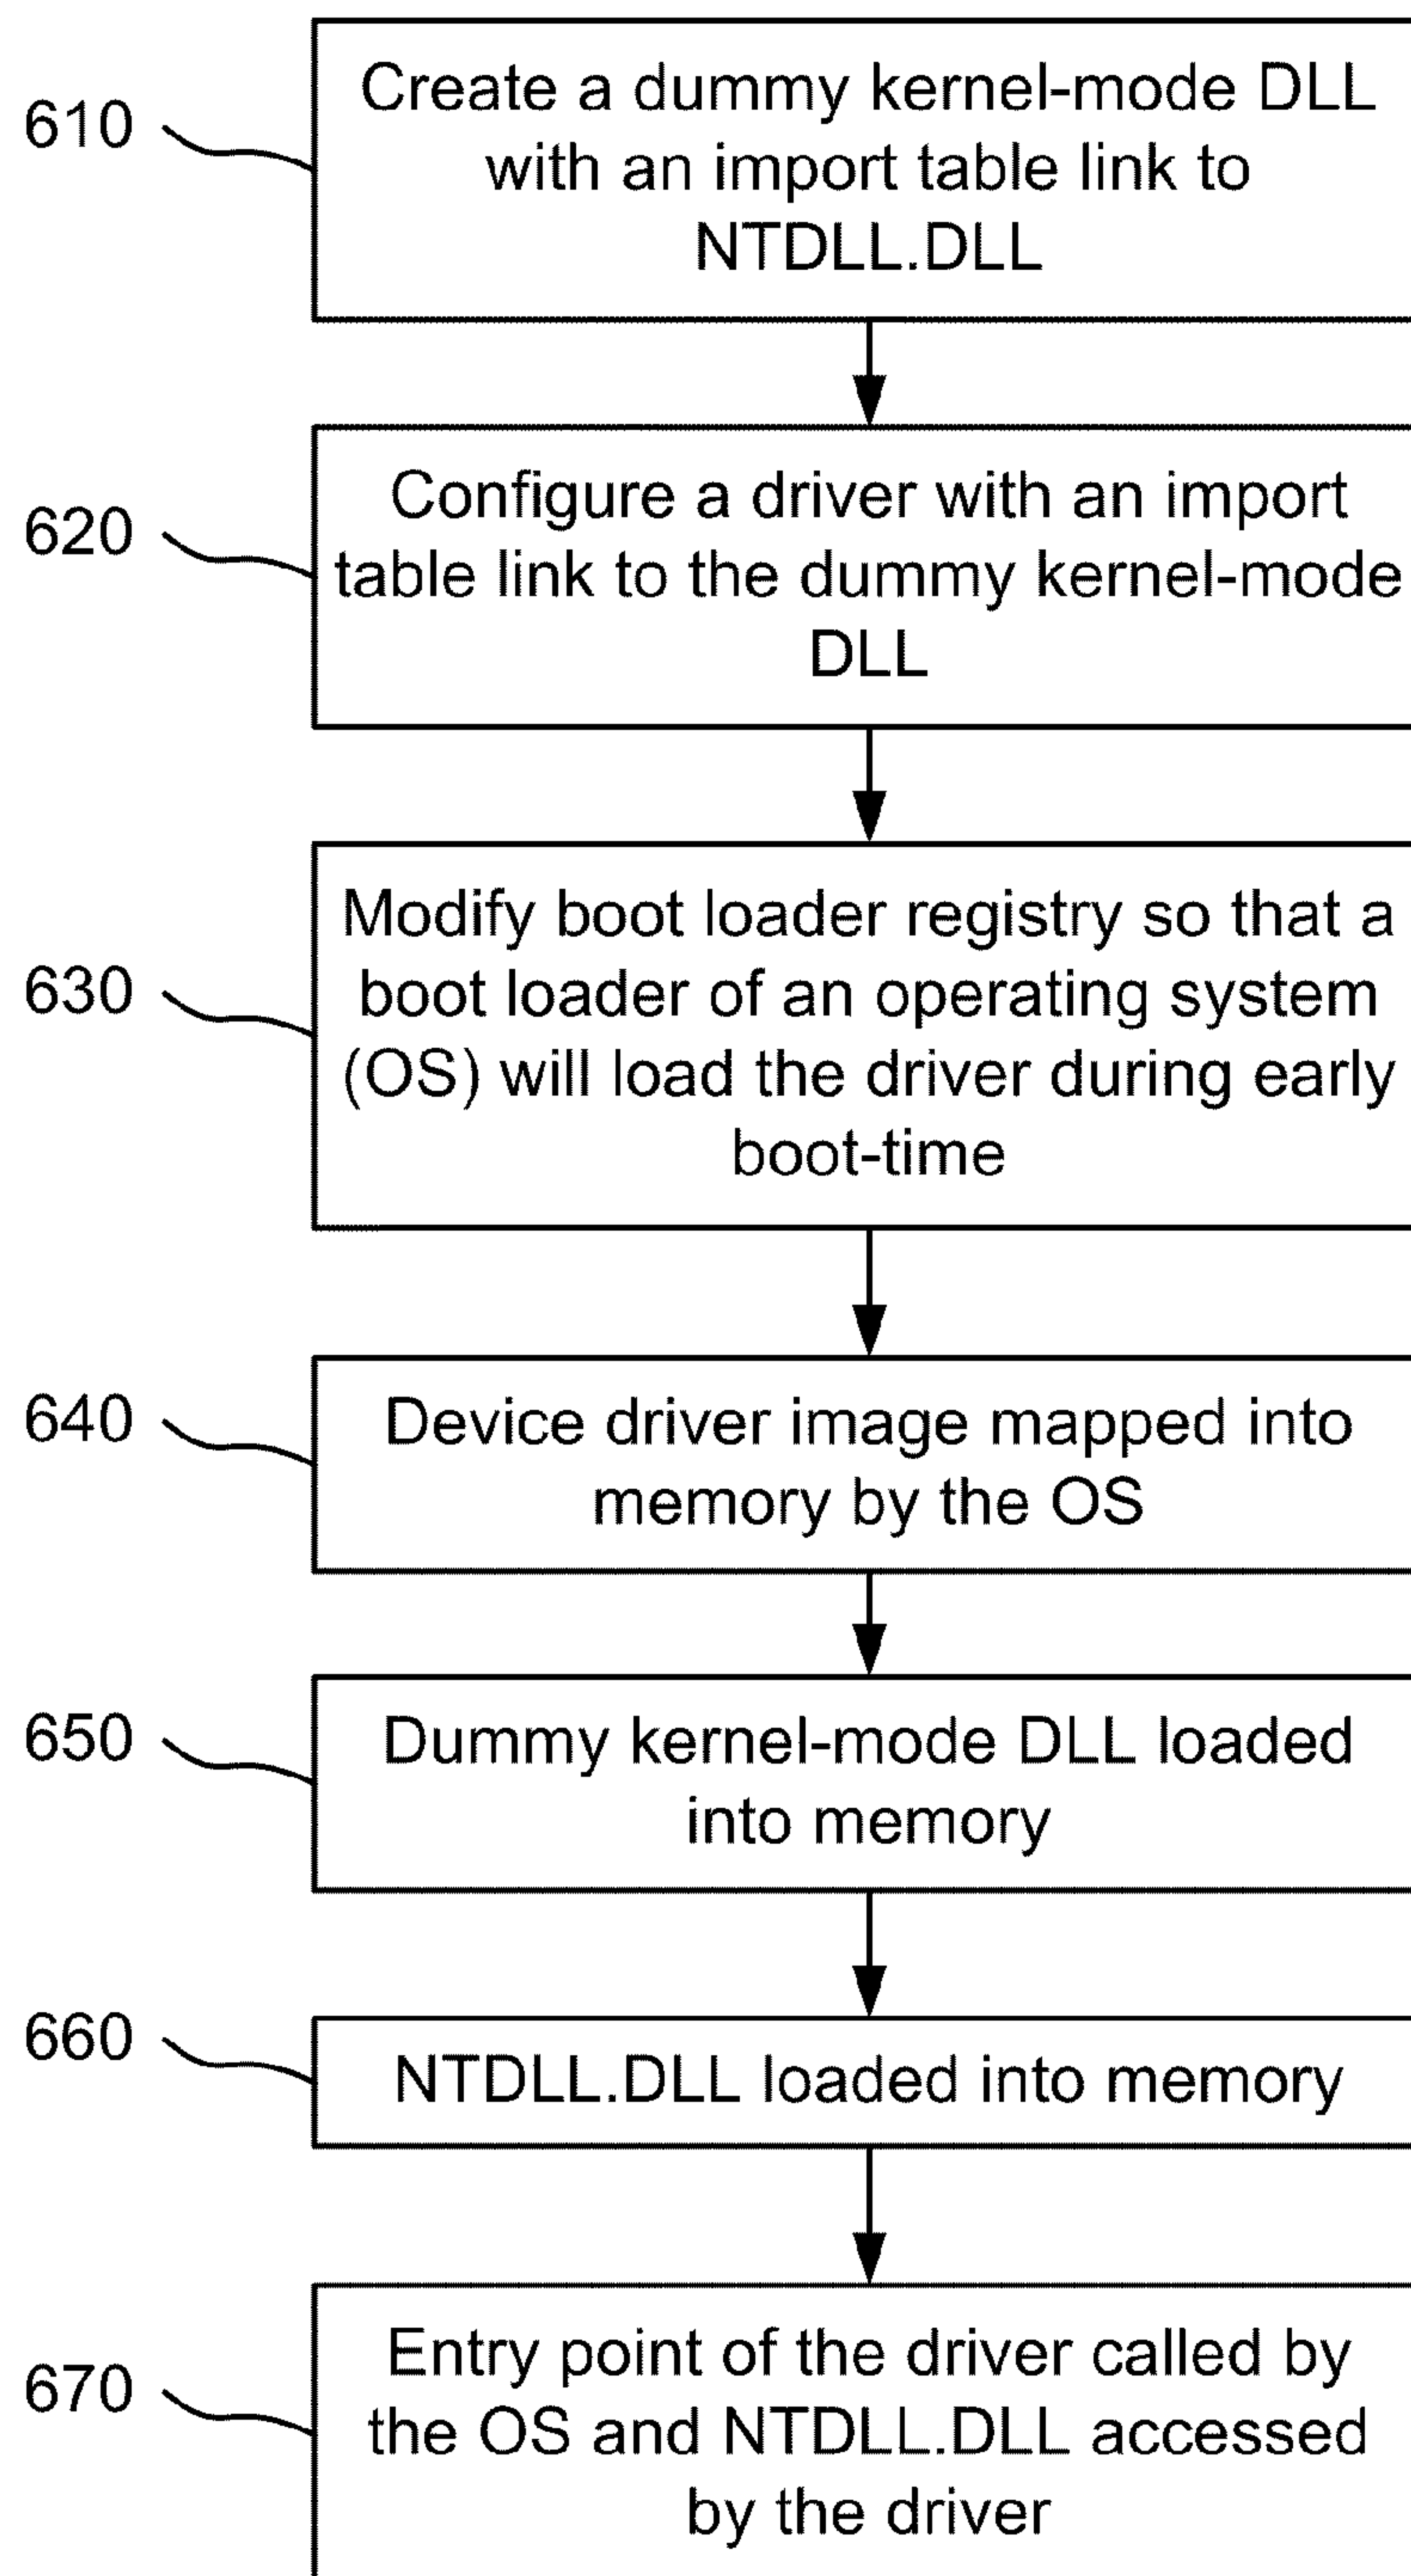 610
Create a dummy kernel-mode DLL
with an import table link to
NTDLL.DLL
620
Configure a driver with an import
table link to the dummy kernel-mode
DLL
630
Modify boot loader registry so that a
boot loader of an operating system
(OS) will load the driver during early
boot-time
640
Device driver image mapped into
memory by the OS
650
Dummy kernel-mode DLL loaded
into memory
660
NTDLL.DLL loaded into memory
670
Entry point of the driver called by
the OS and NTDLL.DLL accessed
by the driver